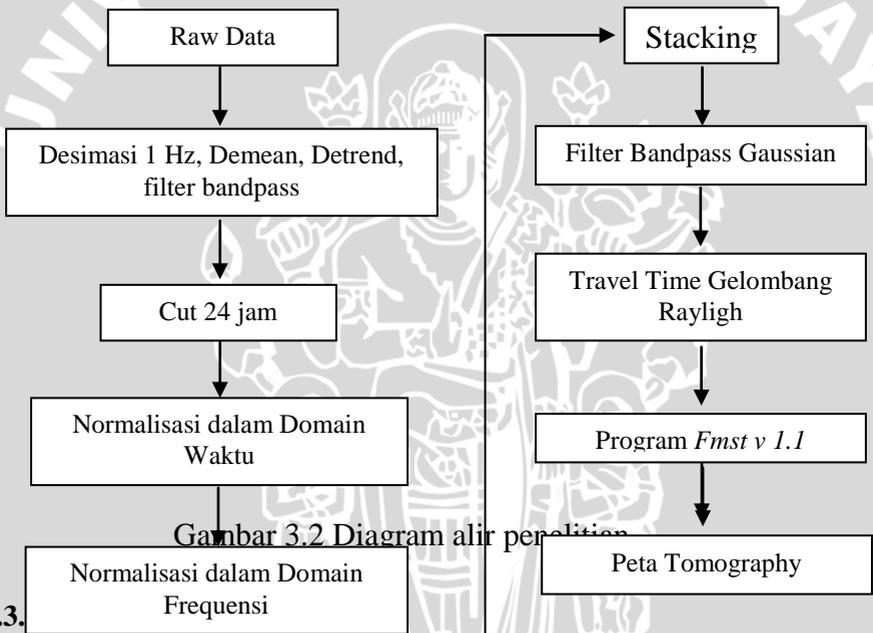 Raw Data
Desimasi 1 Hz, Demean, Detrend,
filter bandpass
Cut 24 jam
Normalisasi dalam Domain
Waktu
Normalisasi dalam Domain
Frequensi
Stacking
Filter Bandpass Gaussian
Travel Time Gelombang
Rayligh
Program Fmst v 1.1
Peta Tomography
Gambar 3.2 Diagram alir penelitian
.3.